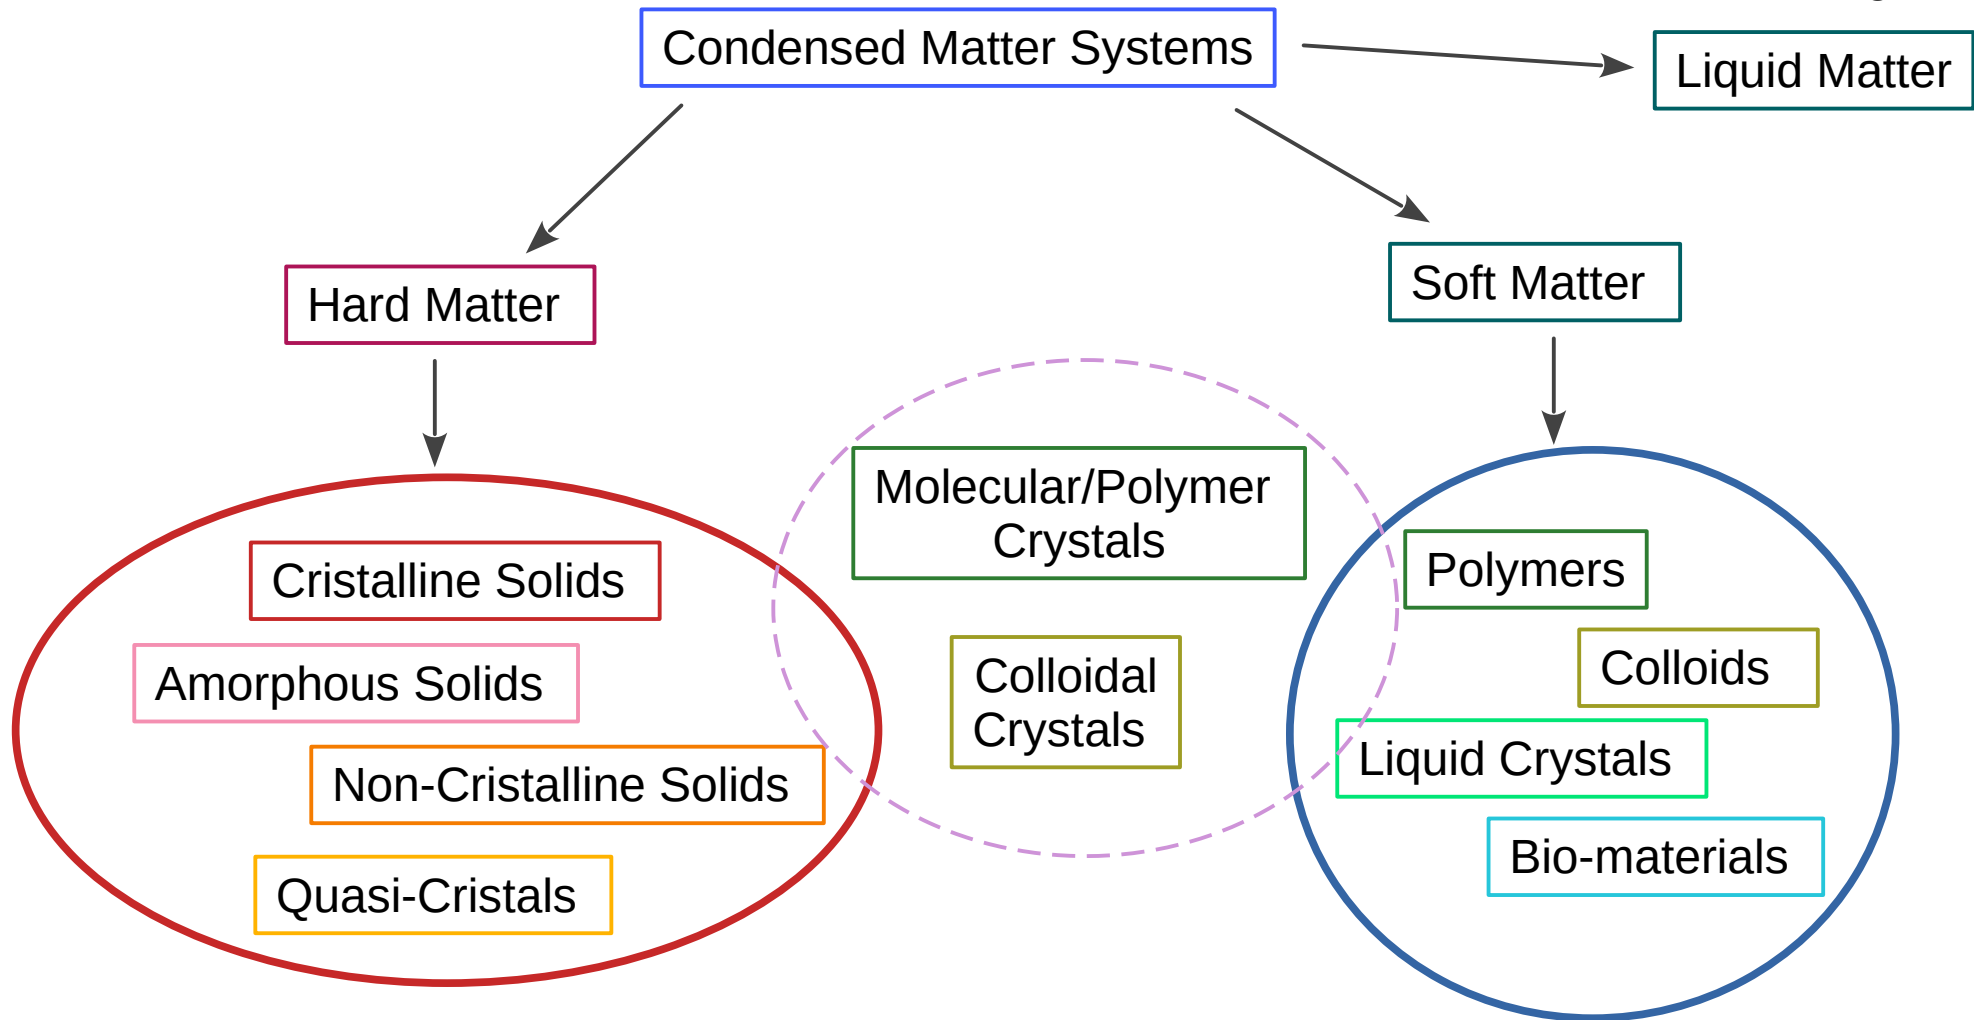 Condensed Matter Systems
Liquid Matter
Hard Matter
Soft Matter
Molecular/Polymer
Crystals
Cristalline Solids
Polymers
Amorphous Solids
Colloidal
Crystals
Colloids
Non-Cristalline Solids
Liquid Crystals
Quasi-Cristals
Bio-materials